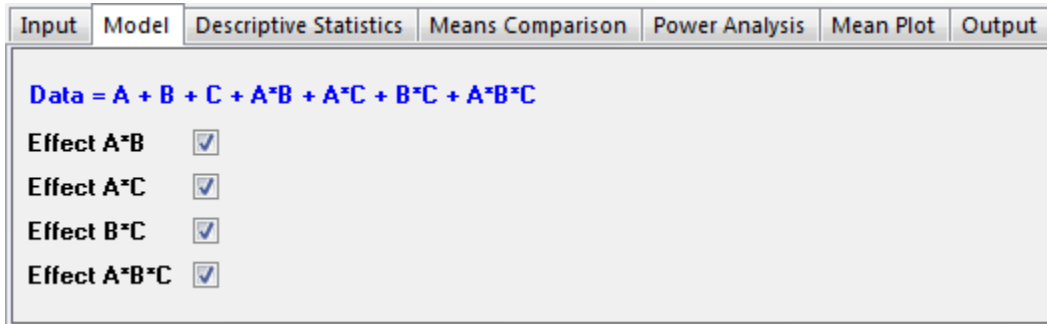 Input Model Descriptive Statistics Means Comparison Power Analysis Mean Plot Output
Data = A + B + C + A*B + A*C + B*C + A*B*C
Effect A*B
Effect A*C
Effect B*C
Effect A*B*C